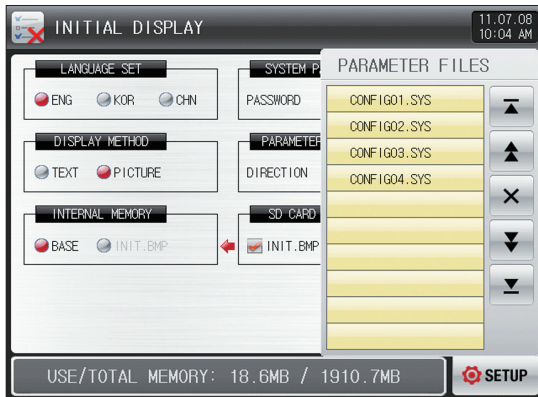 INITIAL DISPLAY
11.07.08
10:04 AM
LANGUAGE SET
ENG KOR CHN
SYSTEM P
PASSWORD
DISPLAY METHOD
TEXT PICTURE
PARAMETER
DIRECTION
INTERNAL MEMORY
BASE INIT.BMP
SD CARD
INIT.BMP
PARAMETER FILES
CONFIG01.SYS
CONFIG02.SYS
CONFIG03.SYS
CONFIG04.SYS
USE/TOTAL MEMORY: 18.6MB / 1910.7MB
SETUP